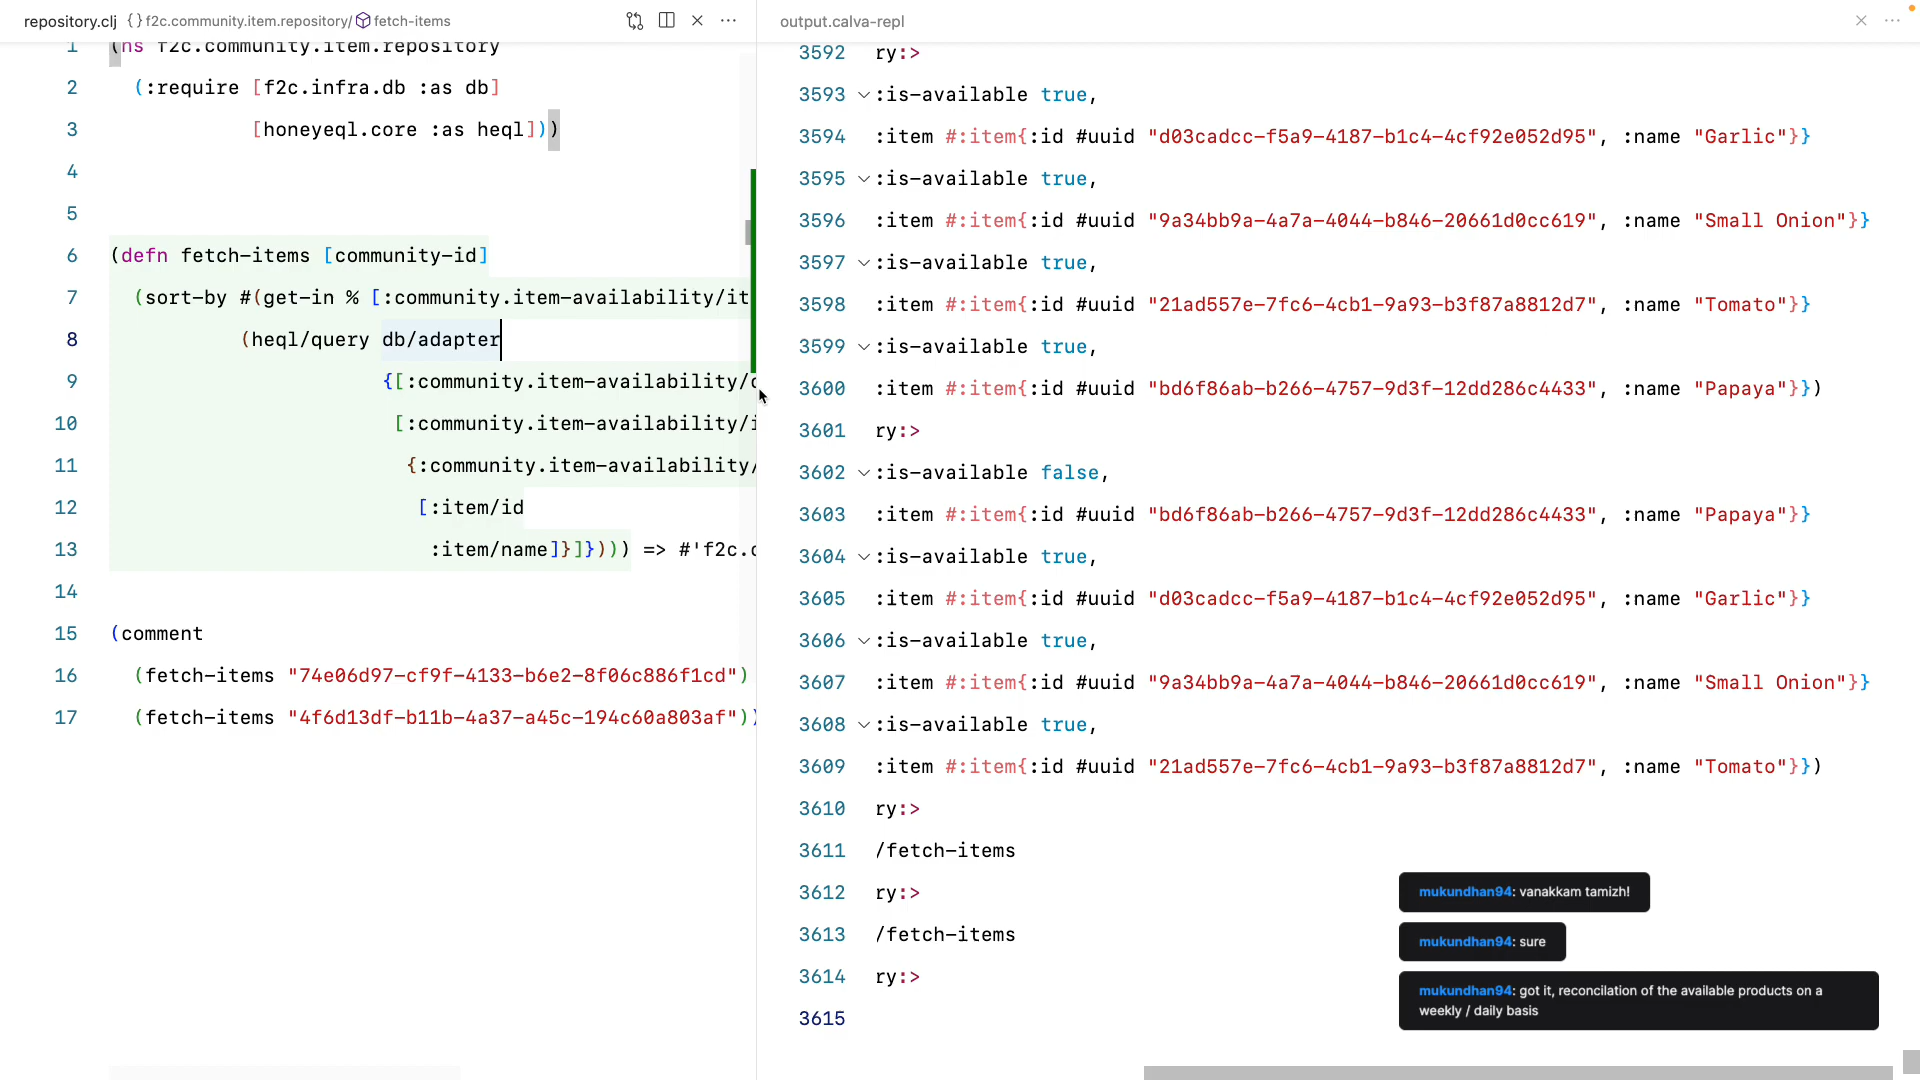 repository.clj {} f2c.community.item.repository/ fetch-items
1 (ns f2c.community.item.repository
2 (:require [f2c.infra.db :as db]
3 [honeyeql.core :as heql]))
4
5
6 (defn fetch-items [community-id]
7 (sort-by #(get-in % [:community.item-availability/it
8 (heql/query db/adapter
9 {[:community.item-availability/c
10 [:community.item-availability/i
11 {:community.item-availability/
12 [:item/id
13 :item/name]}]}))) => #'f2c.c
14
15 (comment
16 (fetch-items "74e06d97-cf9f-4133-b6e2-8f06c886f1cd")
17 (fetch-items "4f6d13df-b11b-4a37-a45c-194c60a803af"))
output.calva-repl
3592 ry:>
3593 :is-available true,
3594 :item #:item{:id #uuid "d03cadcc-f5a9-4187-b1c4-4cf92e052d95", :name "Garlic"}}
3595 :is-available true,
3596 :item #:item{:id #uuid "9a34bb9a-4a7a-4044-b846-20661d0cc619", :name "Small Onion"}}
3597 :is-available true,
3598 :item #:item{:id #uuid "21ad557e-7fc6-4cb1-9a93-b3f87a8812d7", :name "Tomato"}}
3599 :is-available true,
3600 :item #:item{:id #uuid "bd6f86ab-b266-4757-9d3f-12dd286c4433", :name "Papaya"}})
3601 ry:>
3602 :is-available false,
3603 :item #:item{:id #uuid "bd6f86ab-b266-4757-9d3f-12dd286c4433", :name "Papaya"}}
3604 :is-available true,
3605 :item #:item{:id #uuid "d03cadcc-f5a9-4187-b1c4-4cf92e052d95", :name "Garlic"}}
3606 :is-available true,
3607 :item #:item{:id #uuid "9a34bb9a-4a7a-4044-b846-20661d0cc619", :name "Small Onion"}}
3608 :is-available true,
3609 :item #:item{:id #uuid "21ad557e-7fc6-4cb1-9a93-b3f87a8812d7", :name "Tomato"}})
3610 ry:>
3611 /fetch-items
3612 ry:>
3613 /fetch-items
3614 ry:>
3615
mukundhan94: vanakkam tamizh!
mukundhan94: sure
mukundhan94: got it, reconcilation of the available products on a
weekly / daily basis